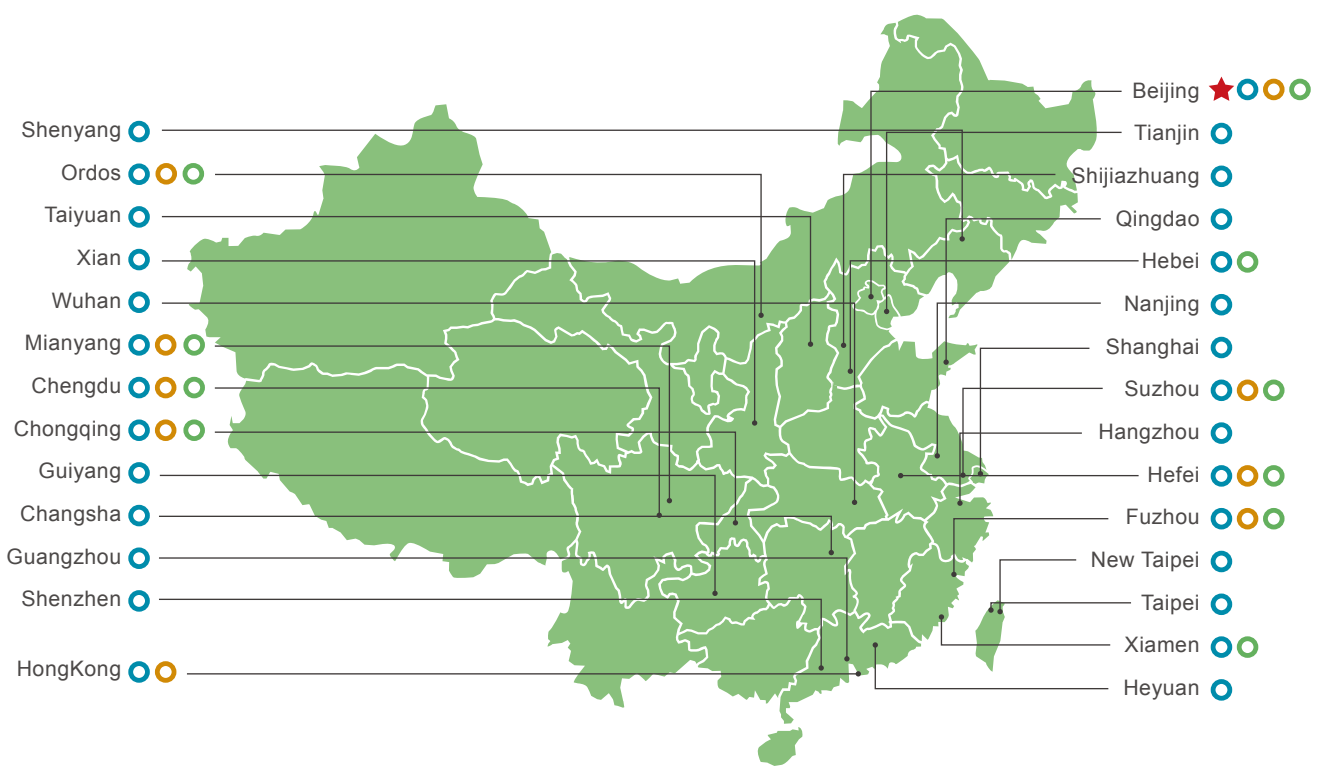 Shenyang
Ordos
Taiyuan
Xian
Wuhan
Mianyang
Chengdu
Chongqing
Guiyang
Changsha
Guangzhou
Shenzhen
HongKong
Beijing
Tianjin
Shijiazhuang
Qingdao
Hebei
Nanjing
Shanghai
Suzhou
Hangzhou
Hefei
Fuzhou
New Taipei
Taipei
Xiamen
Heyuan